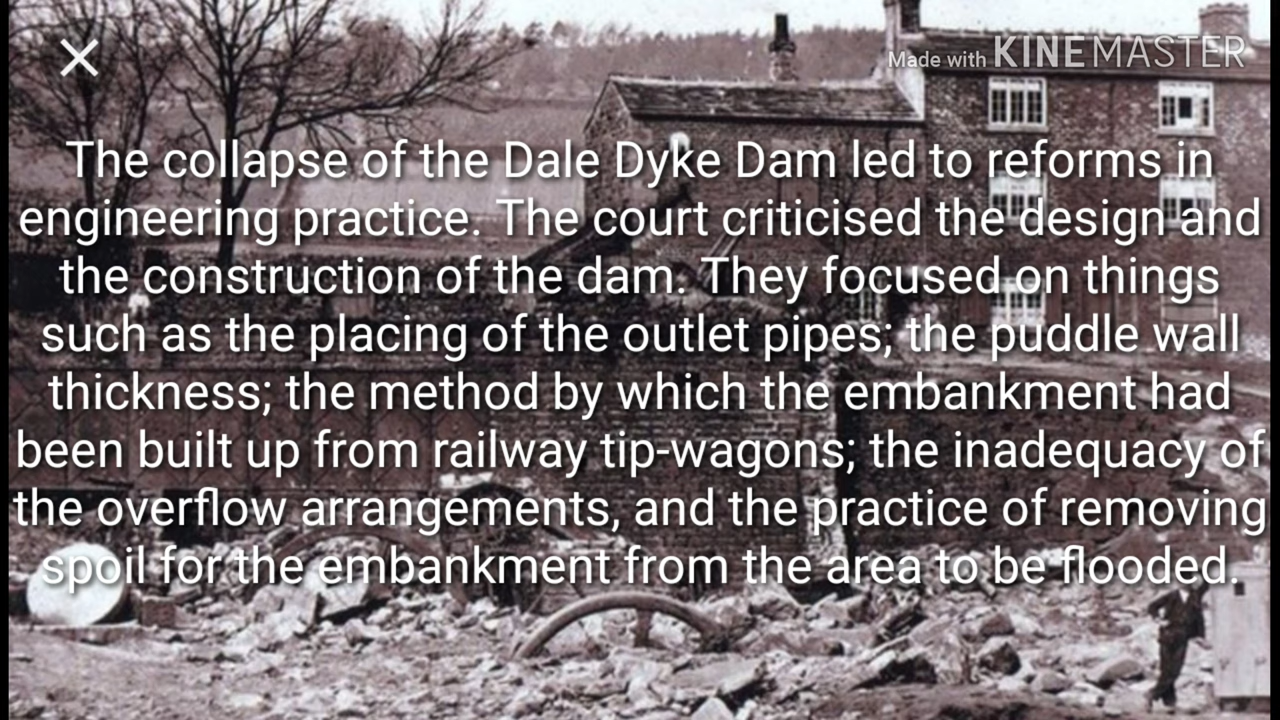 Made with KINEMASTER
The collapse of the Dale Dyke Dam led to reforms in
engineering practice. The court criticised the design and
the construction of the dam. They focused on things
such as the placing of the outlet pipes; the puddle wall
thickness; the method by which the embankment had
been built up from railway tip-wagons; the inadequacy of
the overflow arrangements, and the practice of removing
spoil for the embankment from the area to be flooded.